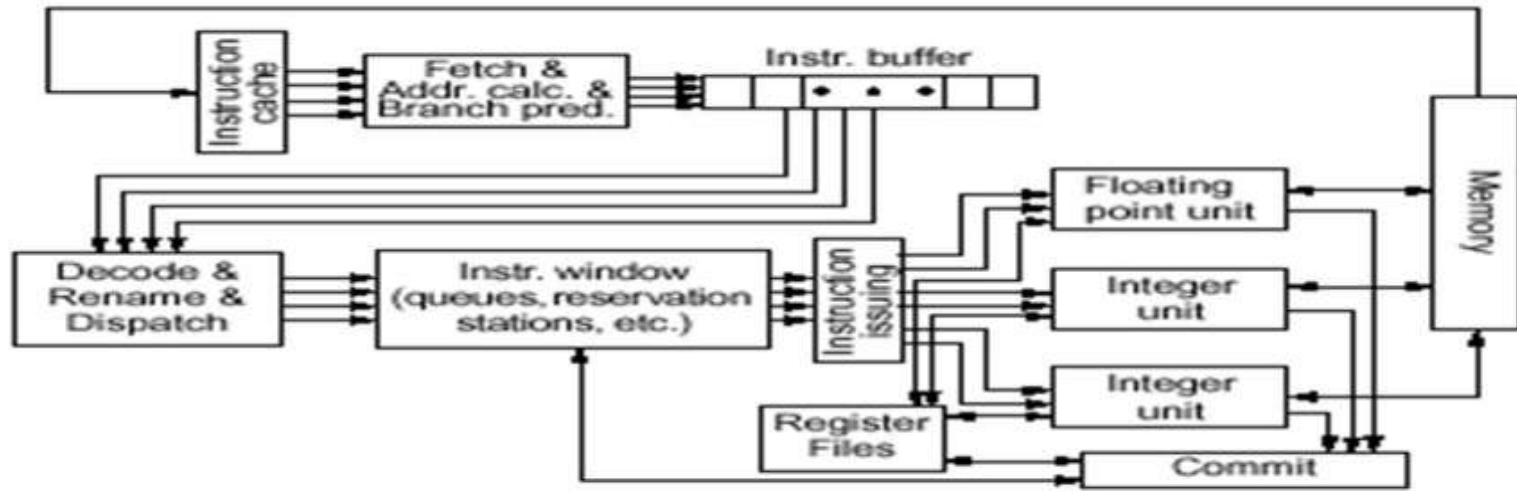 Instruction
cache
Fetch &
Addr. calc. &
Branch pred.
Instr. buffer
Memory
Floating
point unit
Decode &
Rename &
Dispatch
Instr. window
(queues, reservation
stations, etc.)
Instruction
issuing
Integer
unit
Integer
unit
Register
Files
Commit